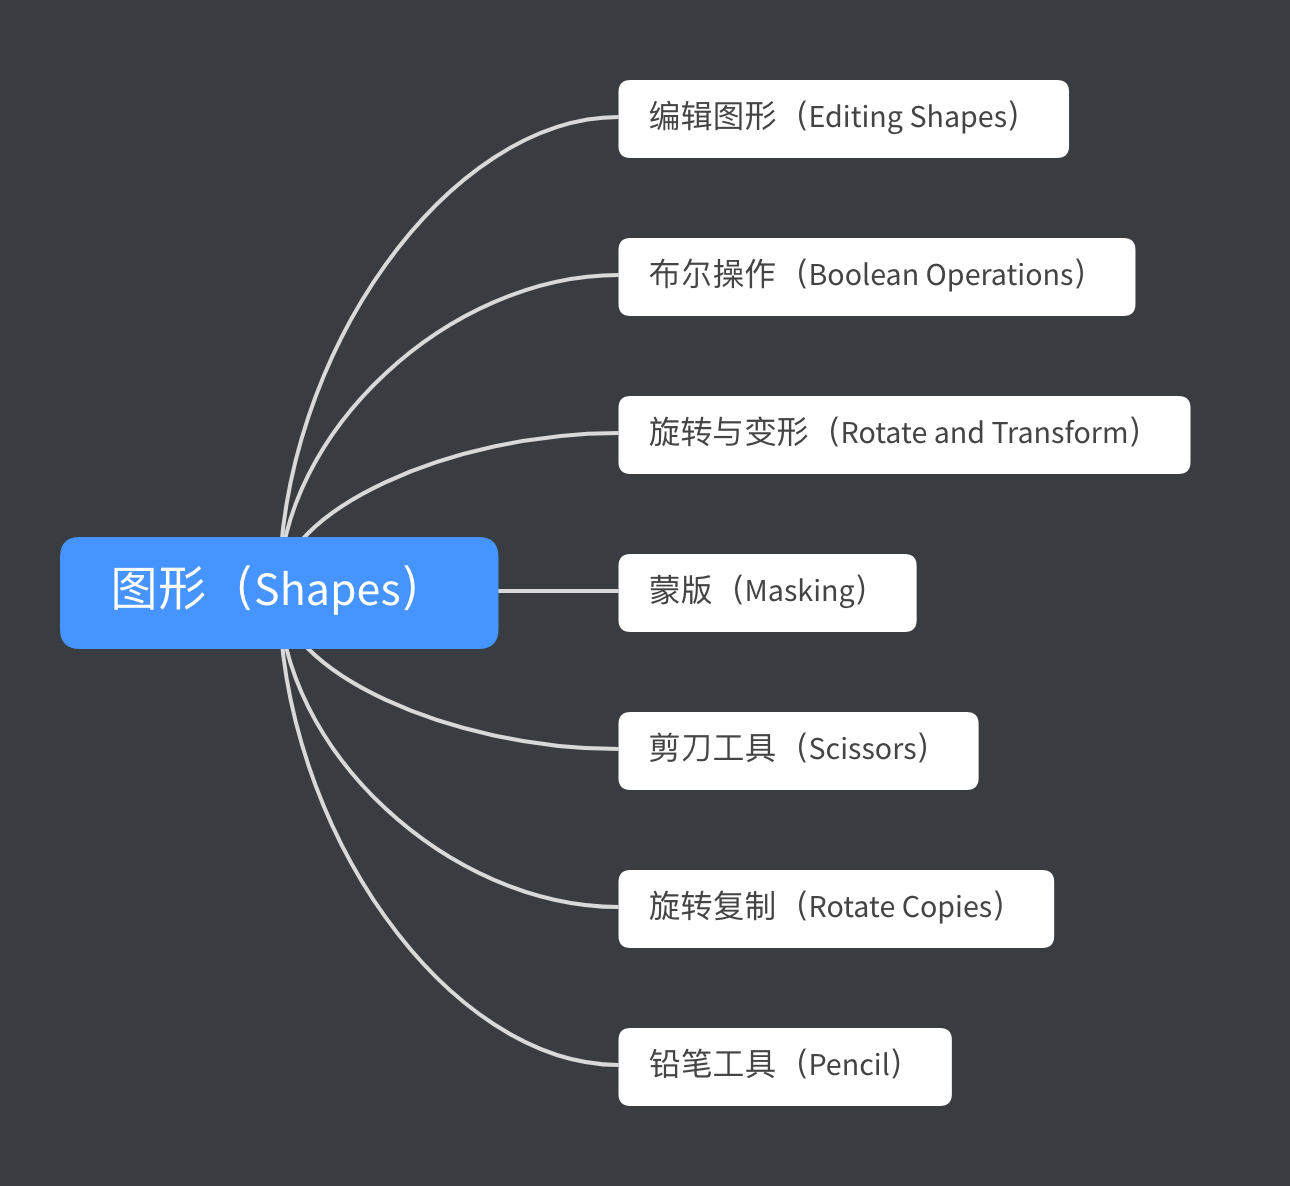 编辑图形（Editing Shapes）
布尔操作（Boolean Operations）
旋转与变形（Rotate and Transform）
图形（Shapes）
蒙版（Masking）
剪刀工具（Scissors）
旋转复制（Rotate Copies）
铅笔工具（Pencil）